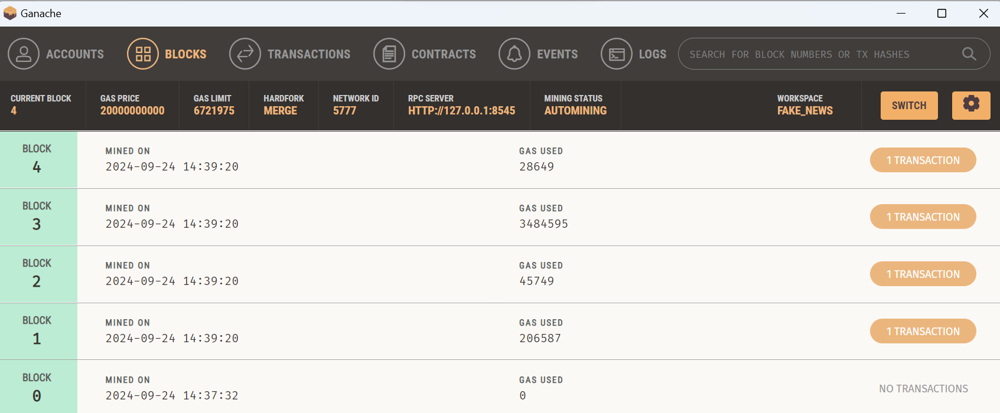 Ganache
ACCOUNTS BLOCKS TRANSACTIONS CONTRACTS EVENTS LOGS SEARCH FOR BLOCK NUMBERS OR TX HASHES
CURRENT BLOCK GAS PRICE GAS LIMIT HARDFORK NETWORK ID RPC SERVER MINING STATUS WORKSPACE
4 20000000000 6721975 MERGE 5777 HTTP://127.0.0.1:8545 AUTOMINING FAKE_NEWS SWITCH
BLOCK MINED ON GAS USED
4 2024-09-24 14:39:20 28649 1 TRANSACTION
BLOCK MINED ON GAS USED
3 2024-09-24 14:39:20 3484595 1 TRANSACTION
BLOCK MINED ON GAS USED
2 2024-09-24 14:39:20 45749 1 TRANSACTION
BLOCK MINED ON GAS USED
1 2024-09-24 14:39:20 206587 1 TRANSACTION
BLOCK MINED ON GAS USED
0 2024-09-24 14:37:32 0 NO TRANSACTIONS